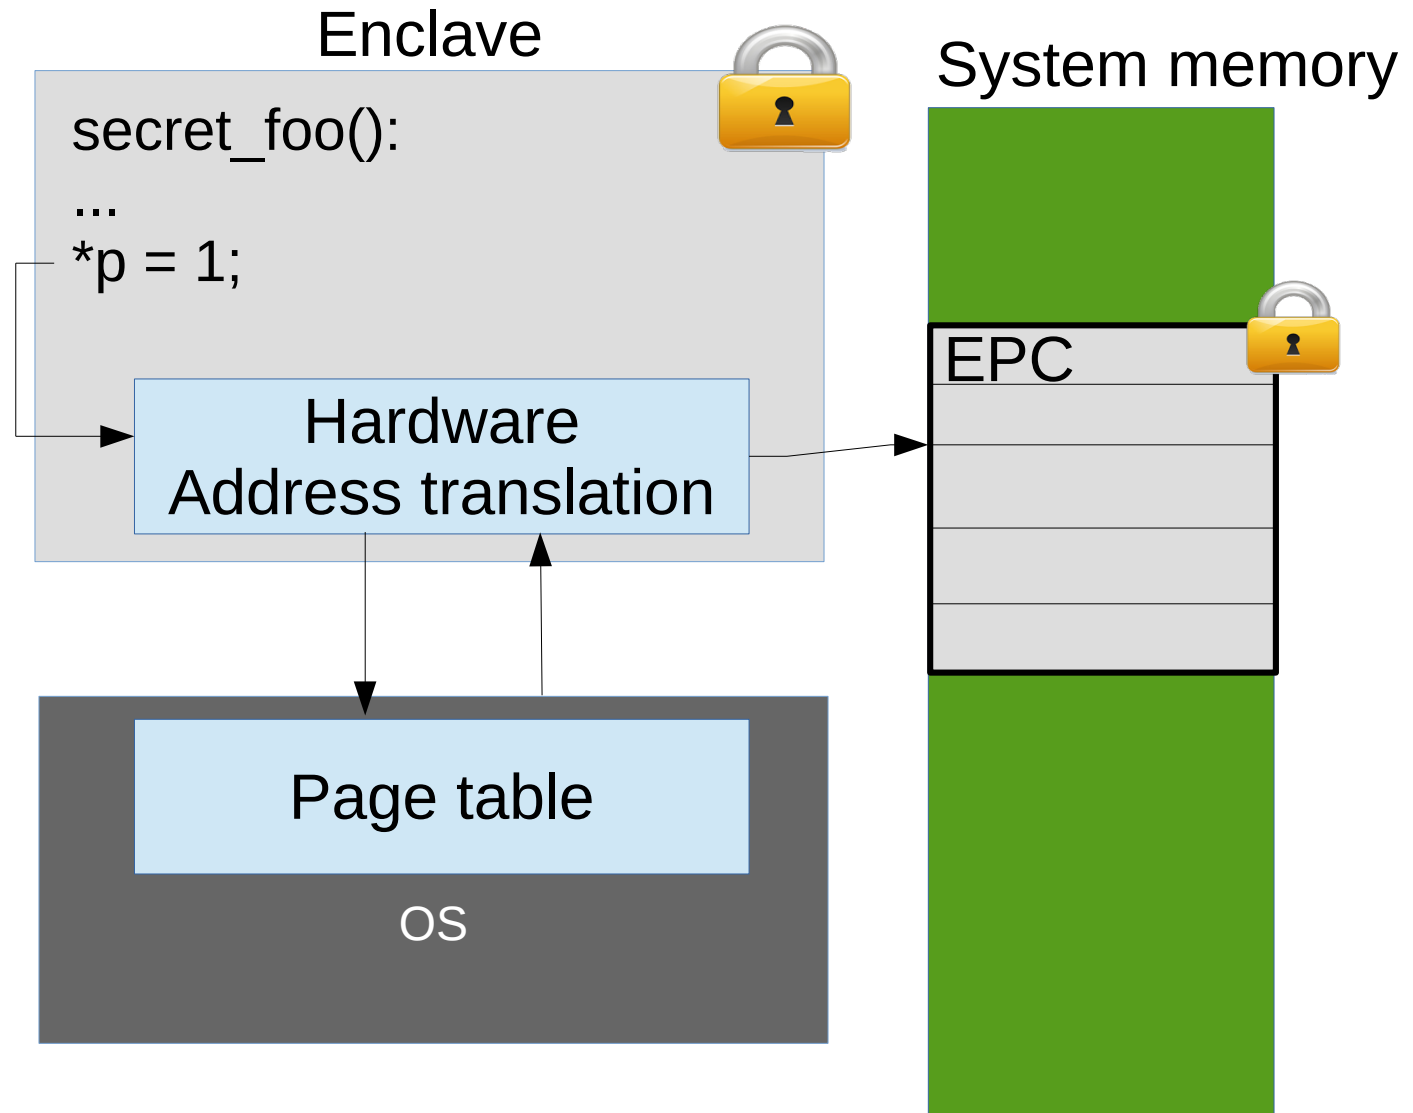 Enclave
System memory
secret_foo():
...
*p = 1;
EPC
Hardware
Address translation
Page table
OS